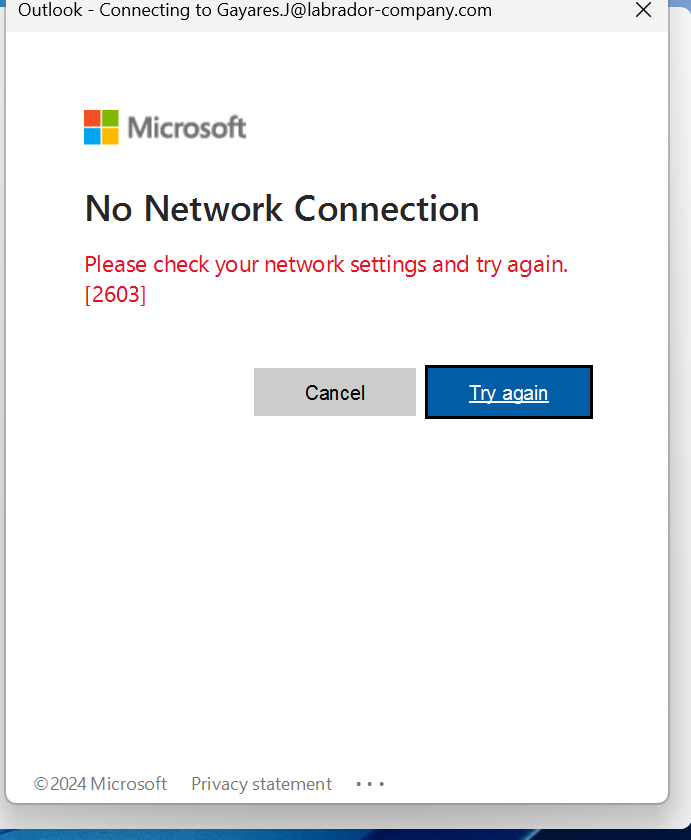 Outlook - Connecting to Gayares.J@labrador-company.com
Microsoft
No Network Connection
Please check your network settings and try again.
[2603]
Cancel
Try again
©2024 Microsoft Privacy statement